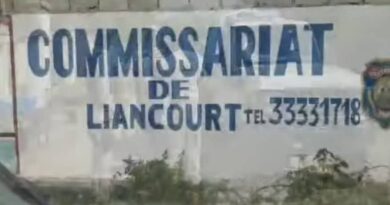 COMMISSARIAT
DE
LIANCOURT TEL 33331718